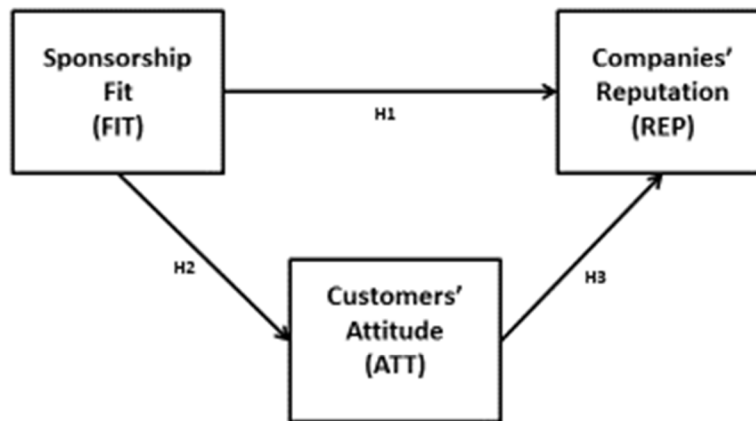 Sponsorship
Fit
(FIT)
H1
Companies’
Reputation
(REP)
H2
Customers’
Attitude
(ATT)
H3